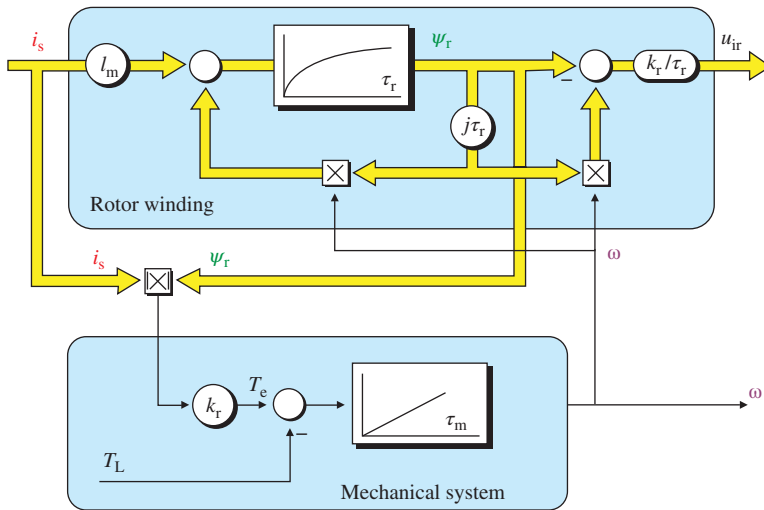 i_s
l_m
τ_r
ψ_r
k_r/τ_r
u_ir
−
jτ_r
×
×
Rotor winding
i_s
×
ψ_r
ω
k_r
T_e
−
τ_m
ω
T_L
Mechanical system